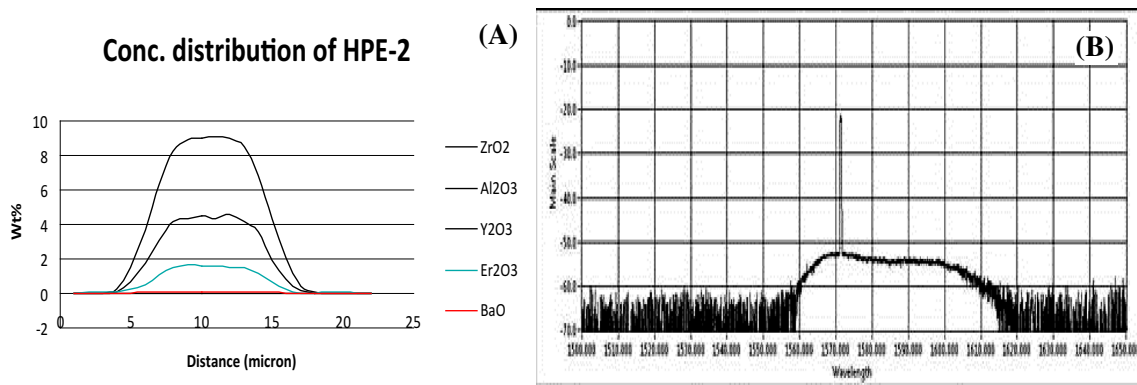 Conc. distribution of HPE-2
(A)
10
8
6
4
2
0
-2
Wt%
0
5
10
15
20
25
Distance (micron)
ZrO2
Al2O3
Y2O3
Er2O3
BaO
(B)
0.0
-10.0
-20.0
-30.0
-40.0
-50.0
-60.0
-70.0
Main Scale
1500.000 1510.000 1520.000 1530.000 1540.000 1550.000 1560.000 1570.000 1580.000 1590.000 1600.000 1610.000 1620.000 1630.000 1640.000 1650.000
Wavelength